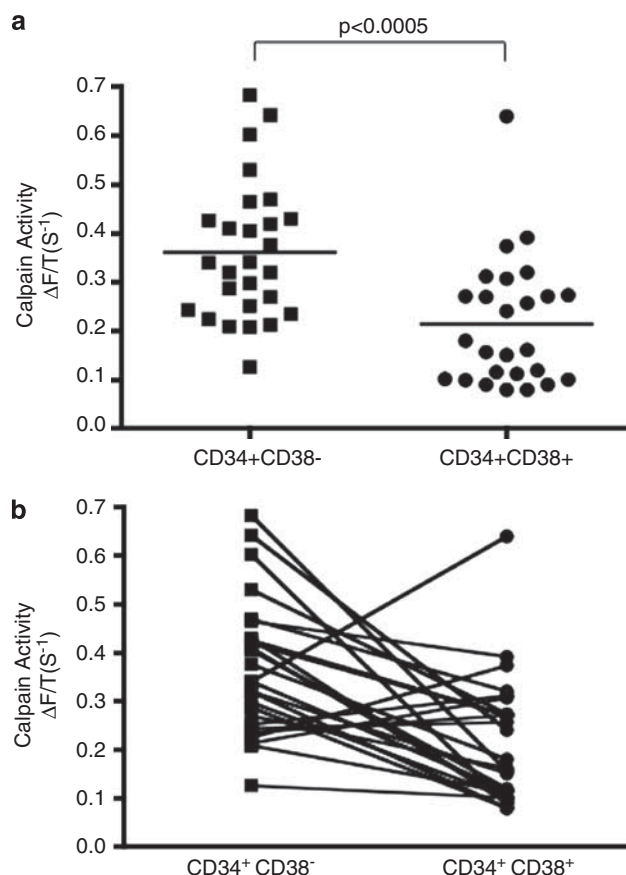 a
p<0.0005
Calpain Activity
ΔF/T(S⁻¹)
0.7
0.6
0.5
0.4
0.3
0.2
0.1
0.0
CD34+CD38- CD34+CD38+
b
Calpain Activity
ΔF/T(S⁻¹)
0.7
0.6
0.5
0.4
0.3
0.2
0.1
0.0
CD34⁺ CD38⁻ CD34⁺ CD38⁺